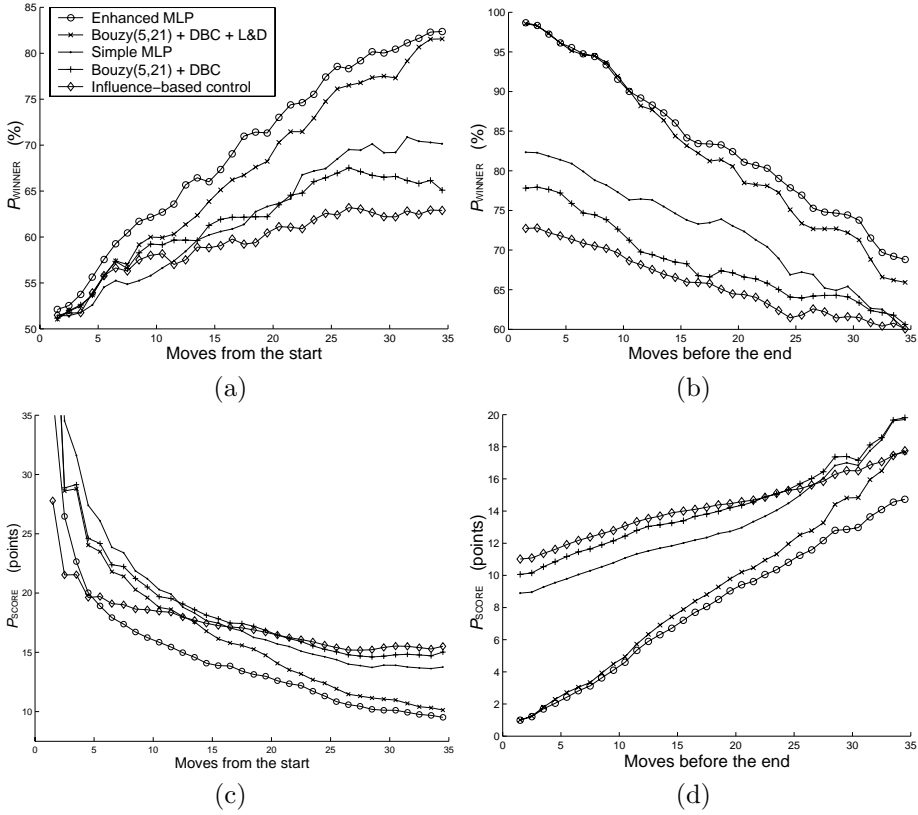 Enhanced MLP
Bouzy(5,21) + DBC + L&D
Simple MLP
Bouzy(5,21) + DBC
Influence−based control
85
80
75
70
65
60
55
50
P_WINNER (%)
0 5 10 15 20 25 30 35
Moves from the start
(a)
100
95
90
85
80
75
70
65
60
P_WINNER (%)
0 5 10 15 20 25 30 35
Moves before the end
(b)
35
30
25
20
15
10
P_SCORE (points)
0 5 10 15 20 25 30 35
Moves from the start
(c)
20
18
16
14
12
10
8
6
4
2
0
P_SCORE (points)
0 5 10 15 20 25 30 35
Moves before the end
(d)